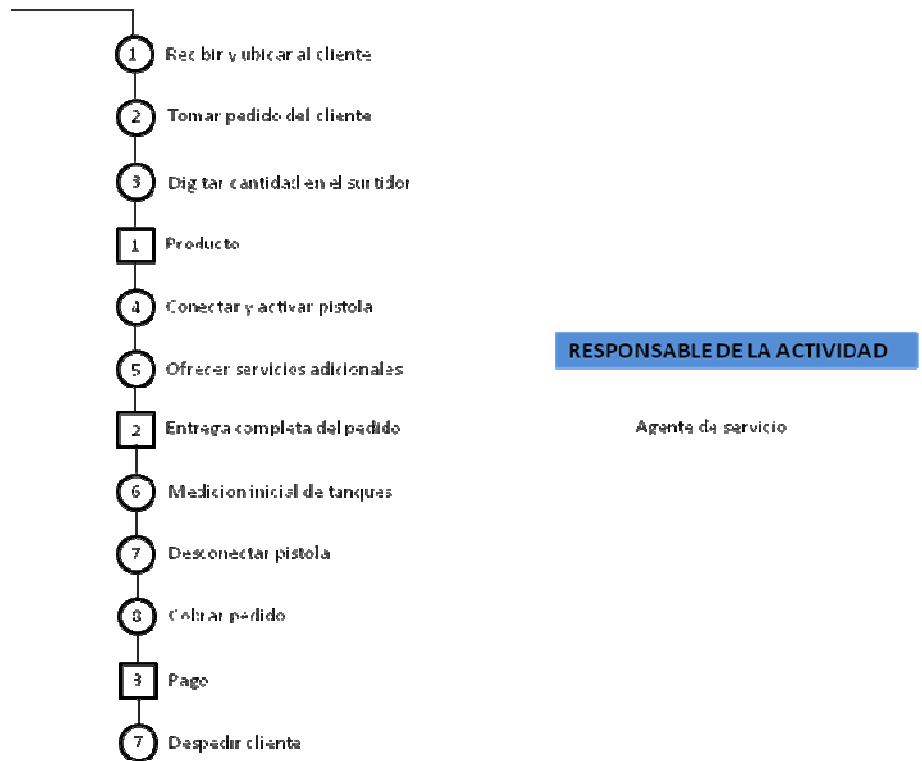 1 Recibir y ubicar al cliente
2 Tomar pedido del cliente
3 Digitar cantidad en el surtidor
1 Producto
4 Conectar y activar pistola
RESPONSABLE DE LA ACTIVIDAD
5 Ofrecer servicios adicionales
2 Entrega completa del pedido
Agente de servicio
6 Medicion inicial de tanques
7 Desconectar pistola
8 Cobrar pedido
3 Pago
7 Despedir cliente